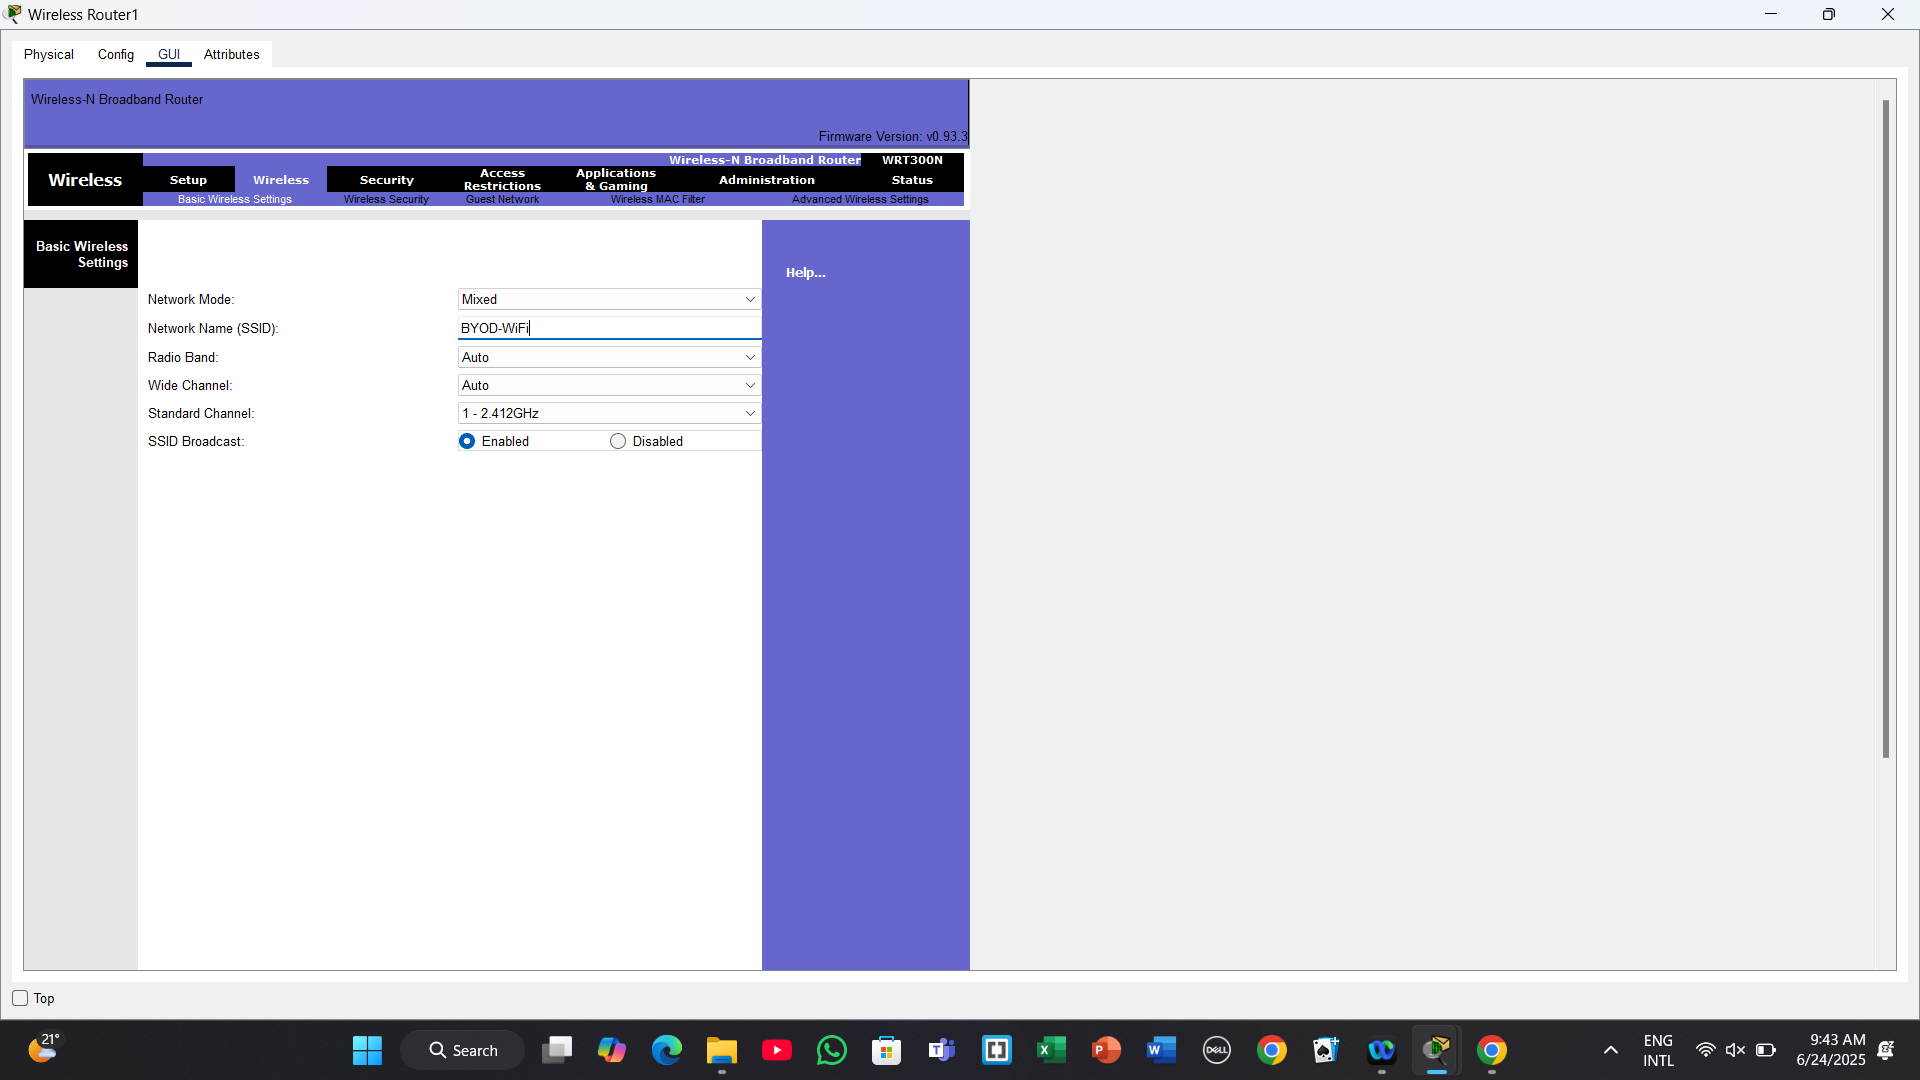 Wireless Router1
Physical Config GUI Attributes
Wireless-N Broadband Router
Firmware Version: v0.93.3
Wireless-N Broadband Router WRT300N
Wireless
Setup Wireless Security Access Restrictions Applications & Gaming Administration Status
Basic Wireless Settings Wireless Security Guest Network Wireless MAC Filter Advanced Wireless Settings
Basic Wireless
Settings
Help...
Network Mode: Mixed
Network Name (SSID): BYOD-WiFi
Radio Band: Auto
Wide Channel: Auto
Standard Channel: 1 - 2.412GHz
SSID Broadcast: Enabled Disabled
Top
21°
Search
DELL
ENG
INTL
9:43 AM
6/24/2025